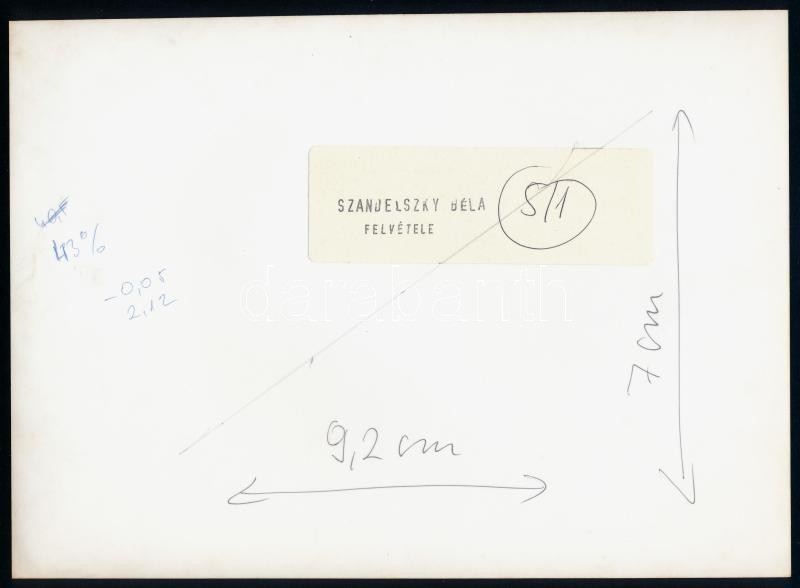 SZANDELSZKY BÉLA
FELVÉTELE
S/1
43%
-0,05
2,12
darabanth
7 cm
9,2 cm